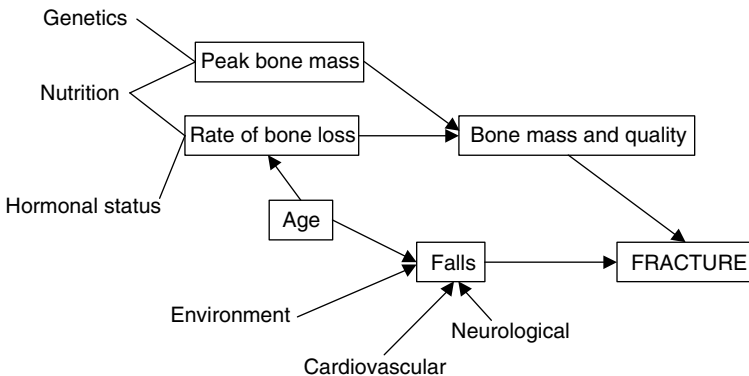 Genetics
Peak bone mass
Nutrition
Rate of bone loss
Bone mass and quality
Hormonal status
Age
Falls
FRACTURE
Environment
Neurological
Cardiovascular